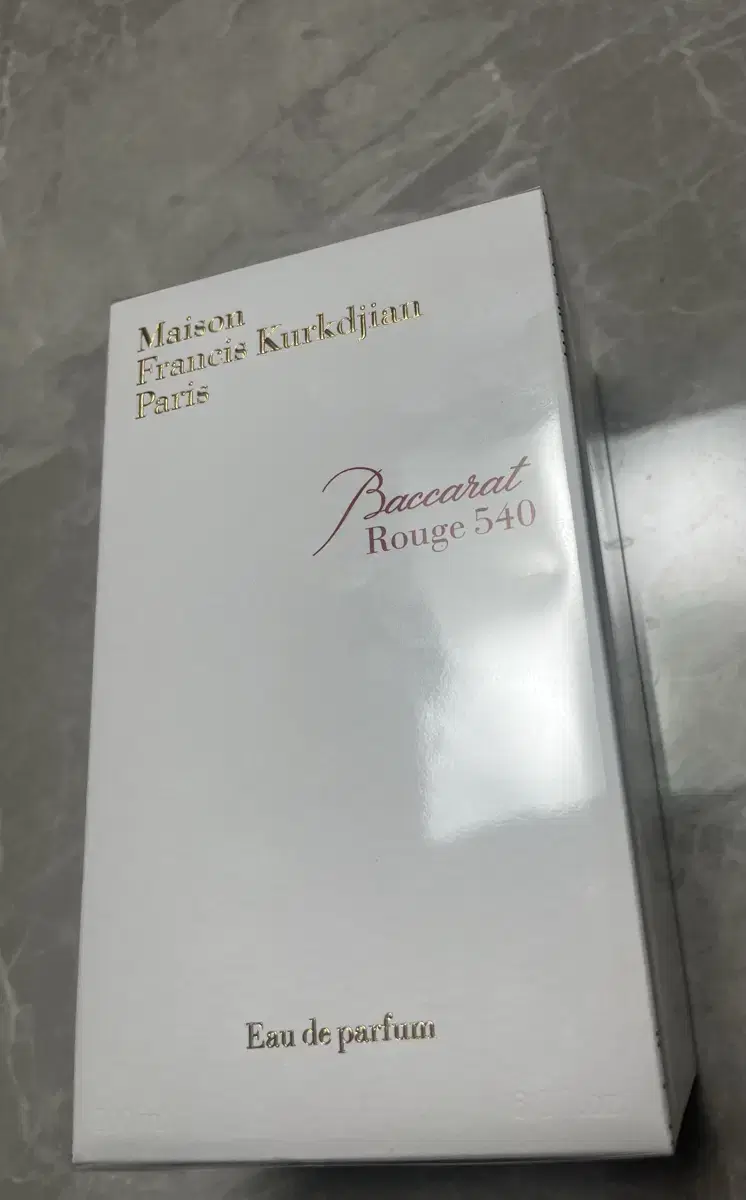 Maison
Francis Kurkdjian
Paris
Baccarat
Rouge 540
Eau de parfum